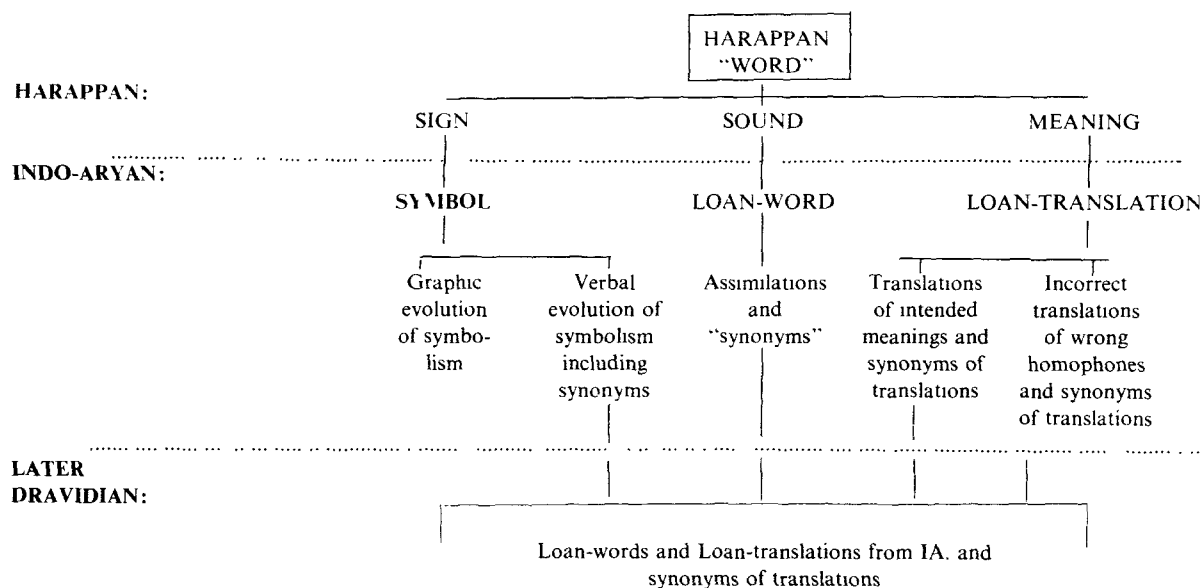 HARAPPAN
“WORD”
HARAPPAN:
SIGN
SOUND
MEANING
INDO-ARYAN:
SYMBOL
LOAN-WORD
LOAN-TRANSLATION
Graphic
evolution
of symbo-
lism
Verbal
evolution of
symbolism
including
synonyms
Assimilations
and
“synonyms”
Translations
of intended
meanings and
synonyms of
translations
Incorrect
translations
of wrong
homophones
and synonyms
of translations
LATER
DRAVIDIAN:
Loan-words and Loan-translations from IA. and
synonyms of translations